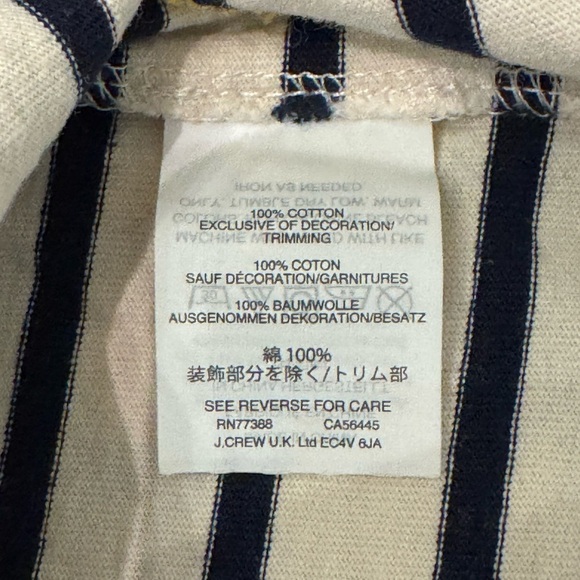 100% COTTON
EXCLUSIVE OF DECORATION/
TRIMMING
100% COTON
SAUF DÉCORATION/GARNITURES
100% BAUMWOLLE
AUSGENOMMEN DEKORATION/BESATZ
綿 100%
装飾部分を除く/トリム部
SEE REVERSE FOR CARE
RN77388 CA56445
J.CREW U.K. Ltd EC4V 6JA